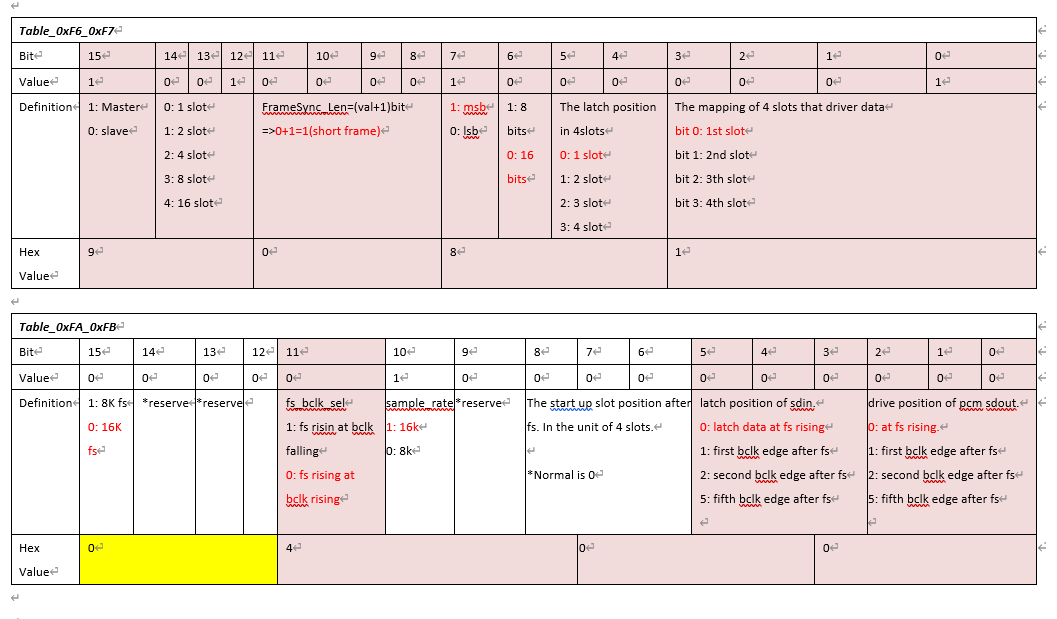 Table_0xF6_0xF7
Bit 15 14 13 12 11 10 9 8 7 6 5 4 3 2 1 0
Value 1 0 0 1 0 0 0 0 1 0 0 0 0 0 0 1
Definition
1: Master
0: slave
0: 1 slot
1: 2 slot
2: 4 slot
3: 8 slot
4: 16 slot
FrameSync_Len=(val+1)bit
=>0+1=1(short frame)
1: msb
0: lsb
1: 8
bits
0: 16
bits
The latch position
in 4slots
0: 1 slot
1: 2 slot
2: 3 slot
3: 4 slot
The mapping of 4 slots that driver data
bit 0: 1st slot
bit 1: 2nd slot
bit 2: 3th slot
bit 3: 4th slot
Hex
Value
9 0 8 1
Table_0xFA_0xFB
Bit 15 14 13 12 11 10 9 8 7 6 5 4 3 2 1 0
Value 0 0 0 0 0 1 0 0 0 0 0 0 0 0 0 0
Definition
1: 8K fs
0: 16K
fs
*reserve
*reserve
fs_bclk_sel
1: fs risin at bclk
falling
0: fs rising at
bclk rising
sample_rate
1: 16k
0: 8k
*reserve
The start up slot position after
fs. In the unit of 4 slots.
*Normal is 0
latch position of sdin.
0: latch data at fs rising
1: first bclk edge after fs
2: second bclk edge after fs
5: fifth bclk edge after fs
drive position of pcm sdout.
0: at fs rising.
1: first bclk edge after fs
2: second bclk edge after fs
5: fifth bclk edge after fs
Hex
Value
0 4 0 0